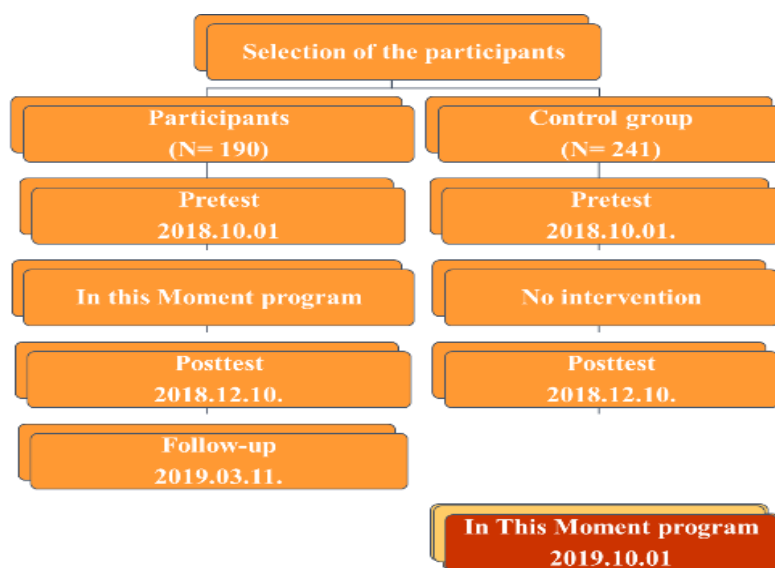 Selection of the participants
Participants
(N= 190)
Control group
(N= 241)
Pretest
2018.10.01
Pretest
2018.10.01.
In this Moment program
No intervention
Posttest
2018.12.10.
Posttest
2018.12.10.
Follow-up
2019.03.11.
In This Moment program
2019.10.01